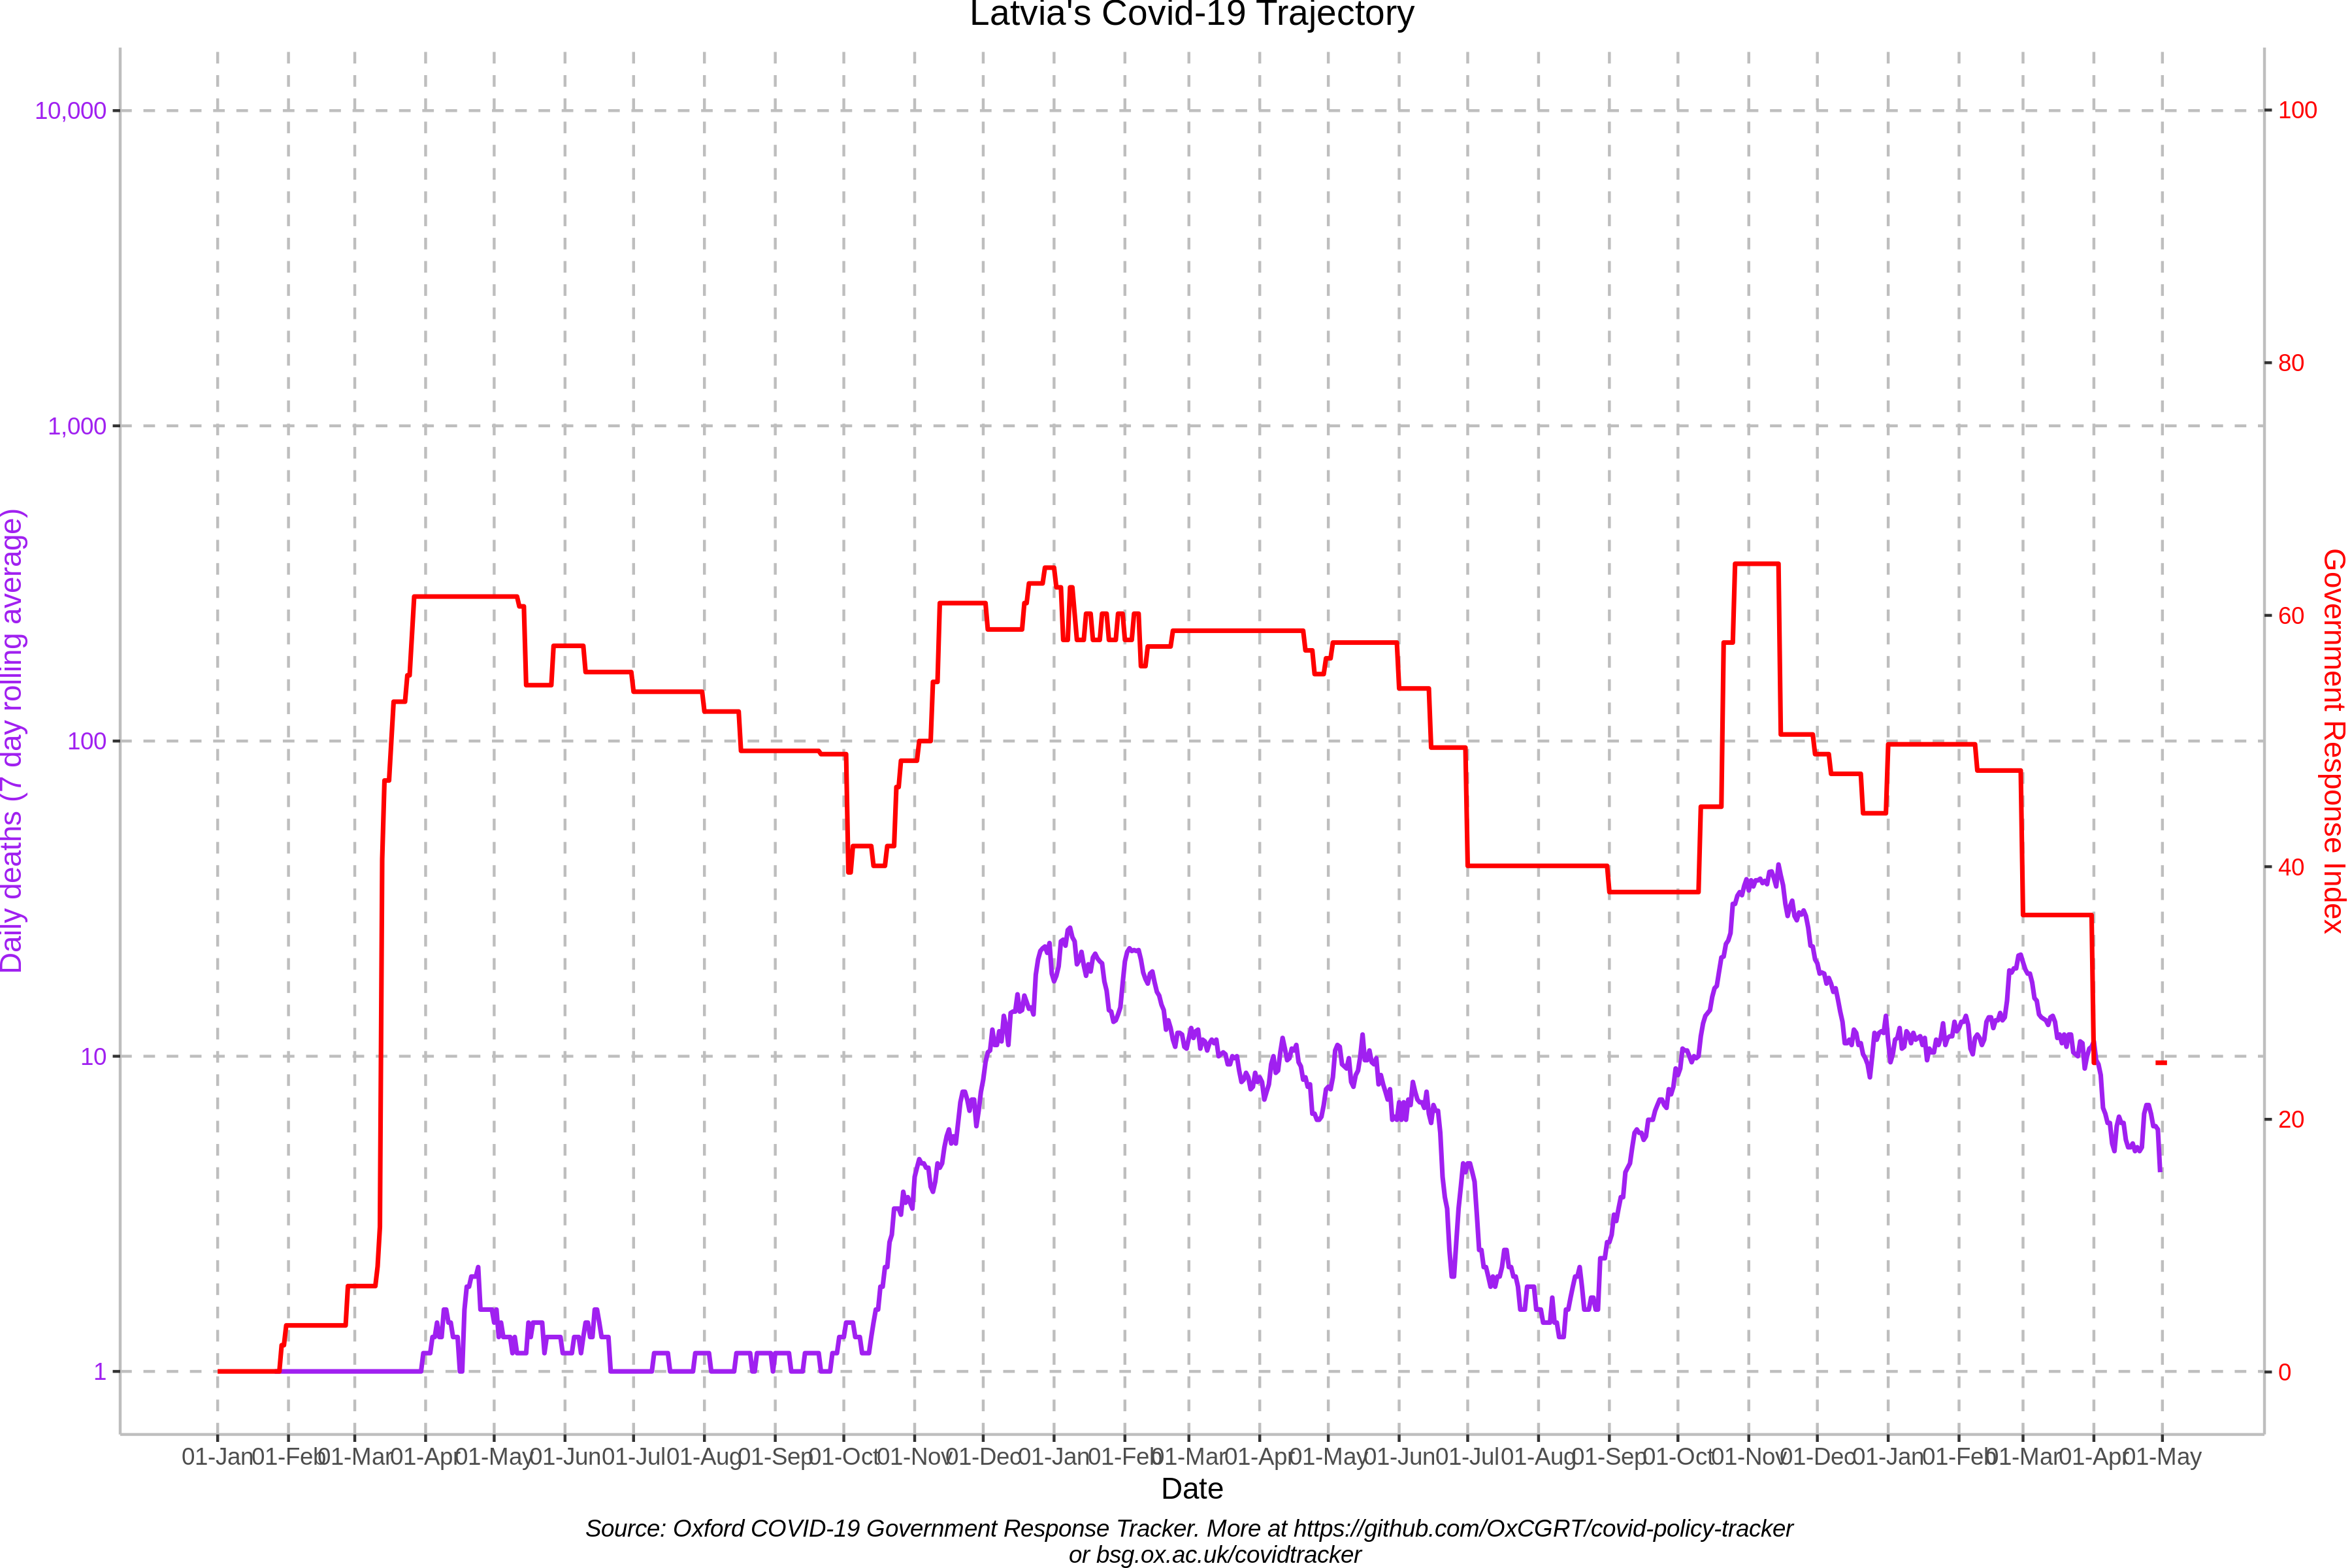 Latvia's Covid-19 Trajectory
10,000
1,000
100
10
1
Daily deaths (7 day rolling average)
100
80
60
40
20
0
Government Response Index
01-Jan 01-Feb 01-Mar 01-Apr 01-May 01-Jun 01-Jul 01-Aug 01-Sep 01-Oct 01-Nov 01-Dec 01-Jan 01-Feb 01-Mar 01-Apr 01-May 01-Jun 01-Jul 01-Aug 01-Sep 01-Oct 01-Nov 01-Dec 01-Jan 01-Feb 01-Mar 01-Apr 01-May
Date
Source: Oxford COVID-19 Government Response Tracker. More at https://github.com/OxCGRT/covid-policy-tracker
or bsg.ox.ac.uk/covidtracker